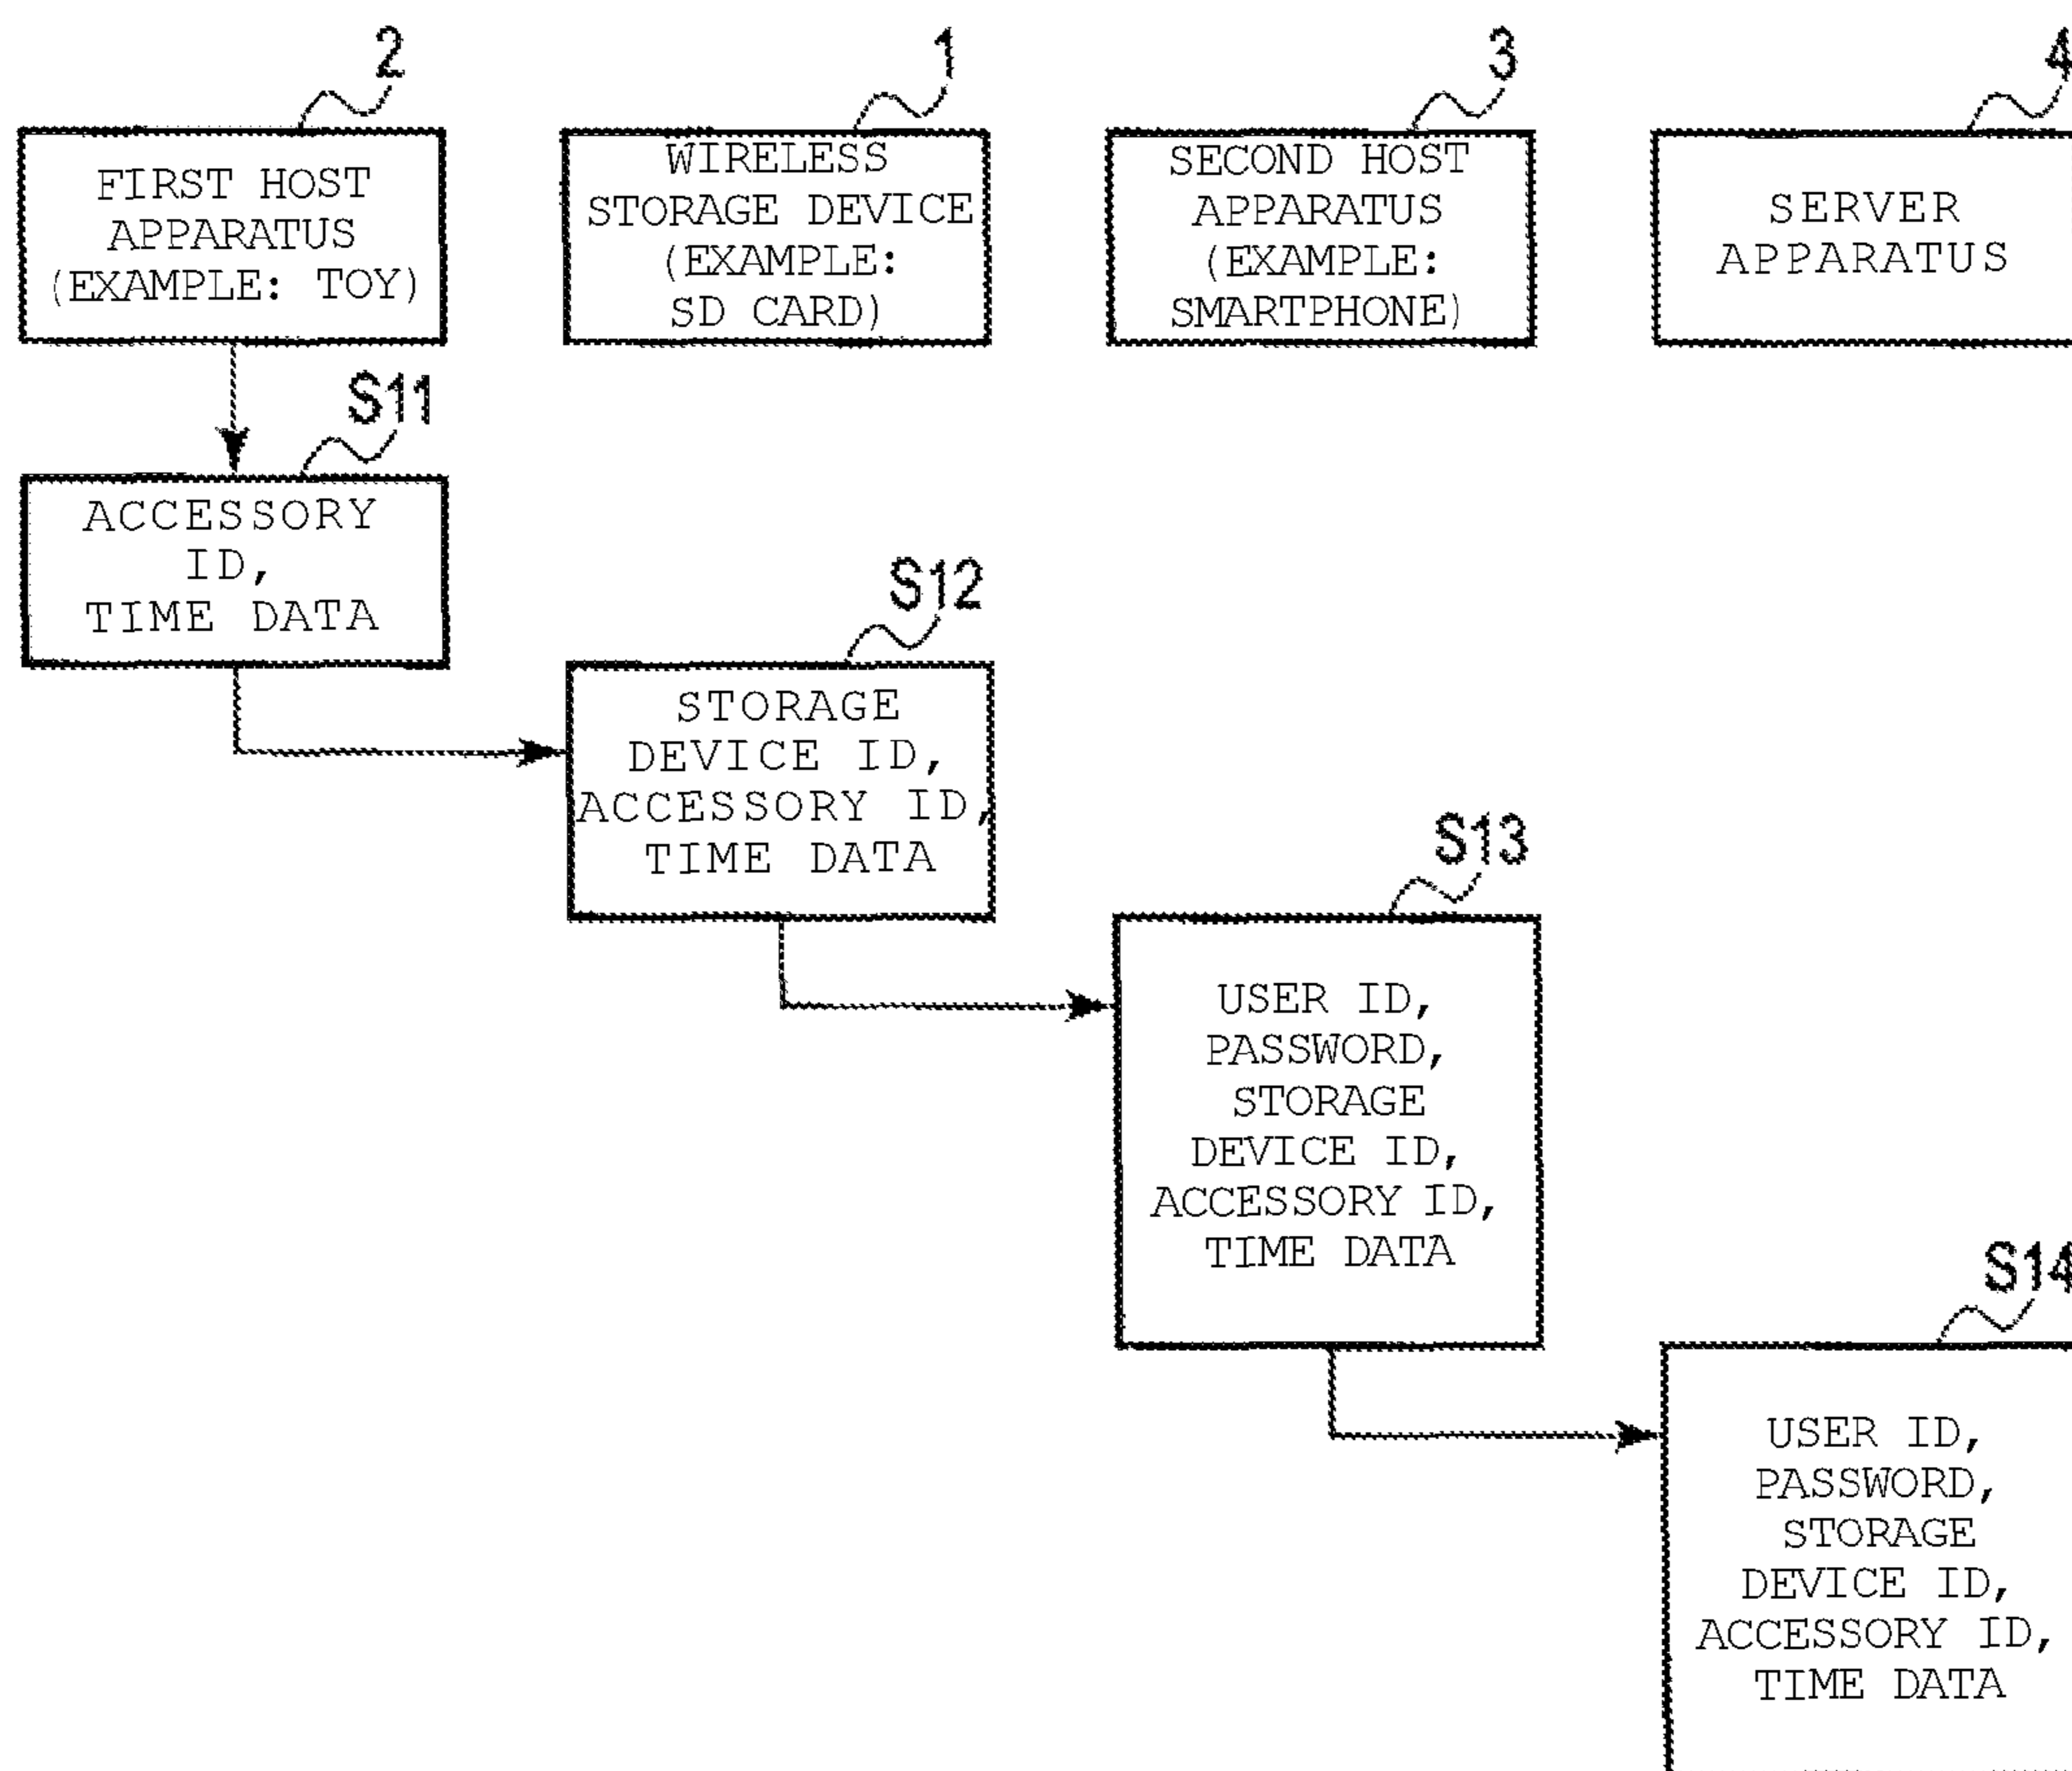 2
1
3
4
FIRST HOST
APPARATUS
(EXAMPLE: TOY)
WIRELESS
STORAGE DEVICE
(EXAMPLE:
SD CARD)
SECOND HOST
APPARATUS
(EXAMPLE:
SMARTPHONE)
SERVER
APPARATUS
S11
ACCESSORY
ID,
TIME DATA
S12
STORAGE
DEVICE ID,
ACCESSORY ID,
TIME DATA
S13
USER ID,
PASSWORD,
STORAGE
DEVICE ID,
ACCESSORY ID,
TIME DATA
S14
USER ID,
PASSWORD,
STORAGE
DEVICE ID,
ACCESSORY ID,
TIME DATA